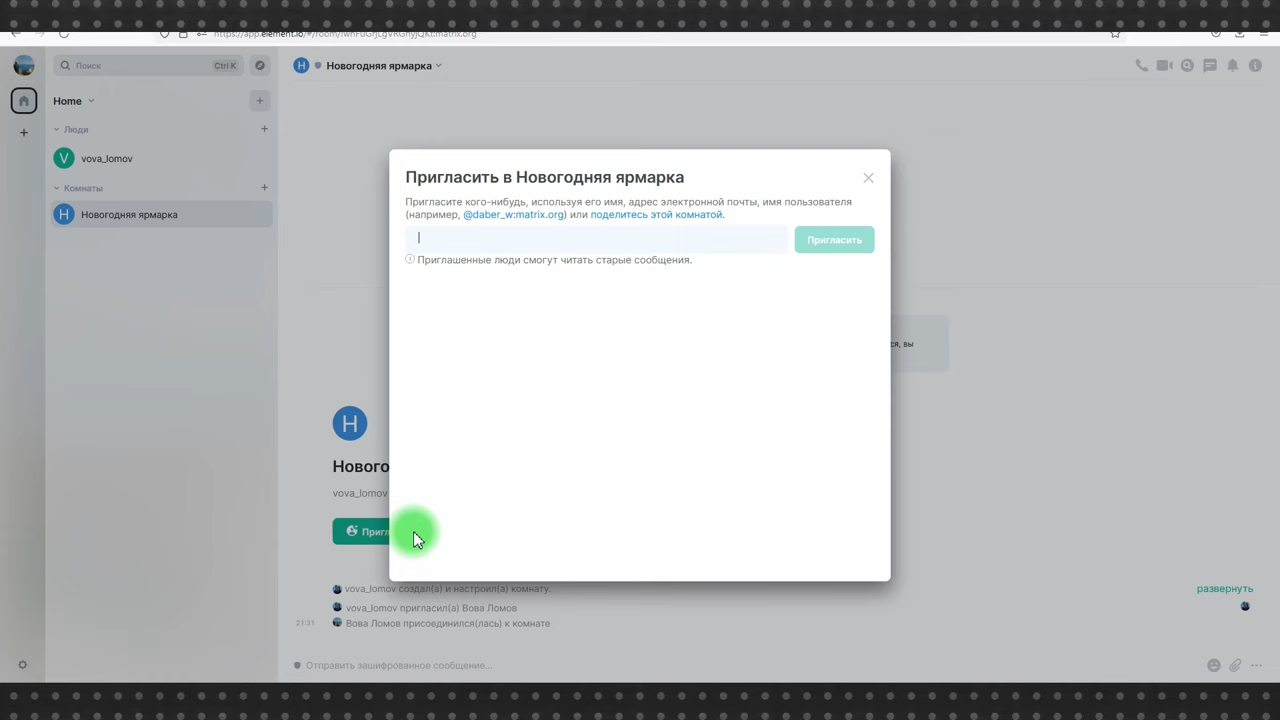 Поиск
Ctrl K
Н
Новогодняя ярмарка
Home
Люди
V
vova_lomov
Комнаты
Н
Новогодняя ярмарка
Пригласить в Новогодняя ярмарка
Пригласите кого-нибудь, используя его имя, адрес электронной почты, имя пользователя
(например, @daber_w:matrix.org) или поделитесь этой комнатой.
Пригласить
Приглашенные люди смогут читать старые сообщения.
ся, вы
Н
Нового
vova_lomov
Пригл
vova_lomov создал(а) и настроил(а) комнату.
развернуть
vova_lomov пригласил(а) Вова Ломов
21:31
Вова Ломов присоединился(лась) к комнате
Отправить зашифрованное сообщение...